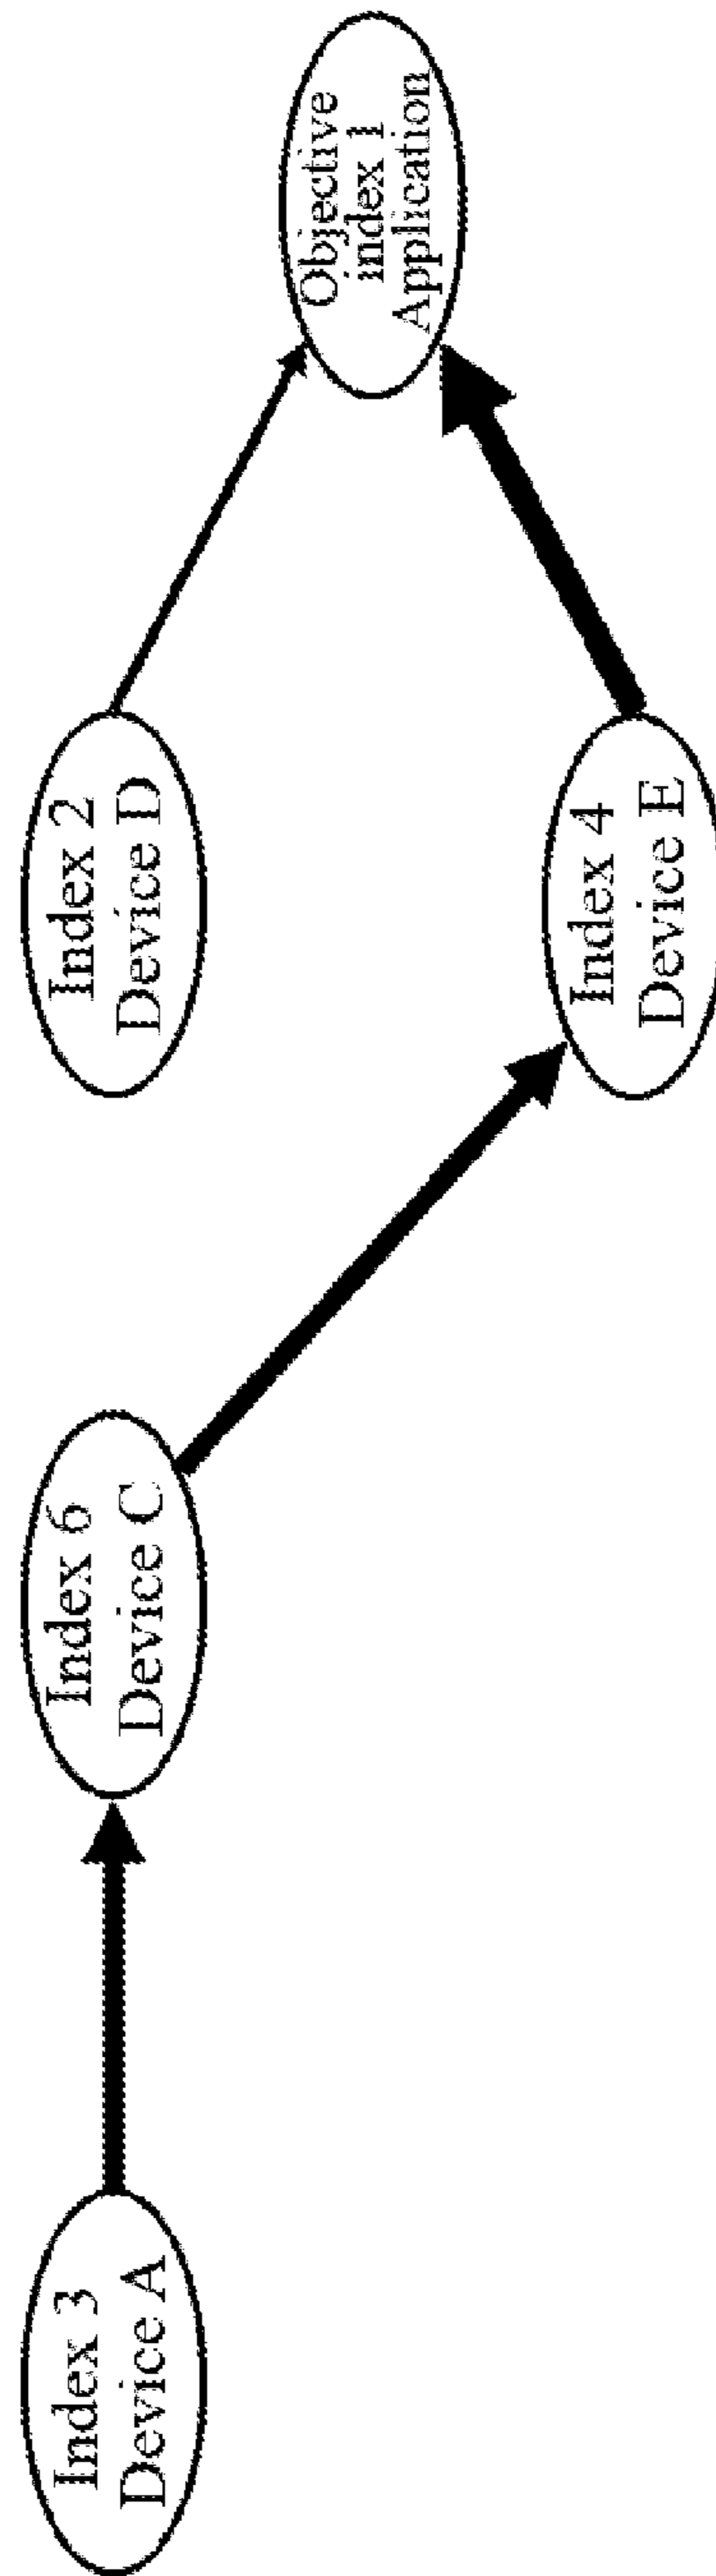 Index 3
Device A
Index 6
Device C
Index 2
Device D
Index 4
Device E
Objective
index 1
Application